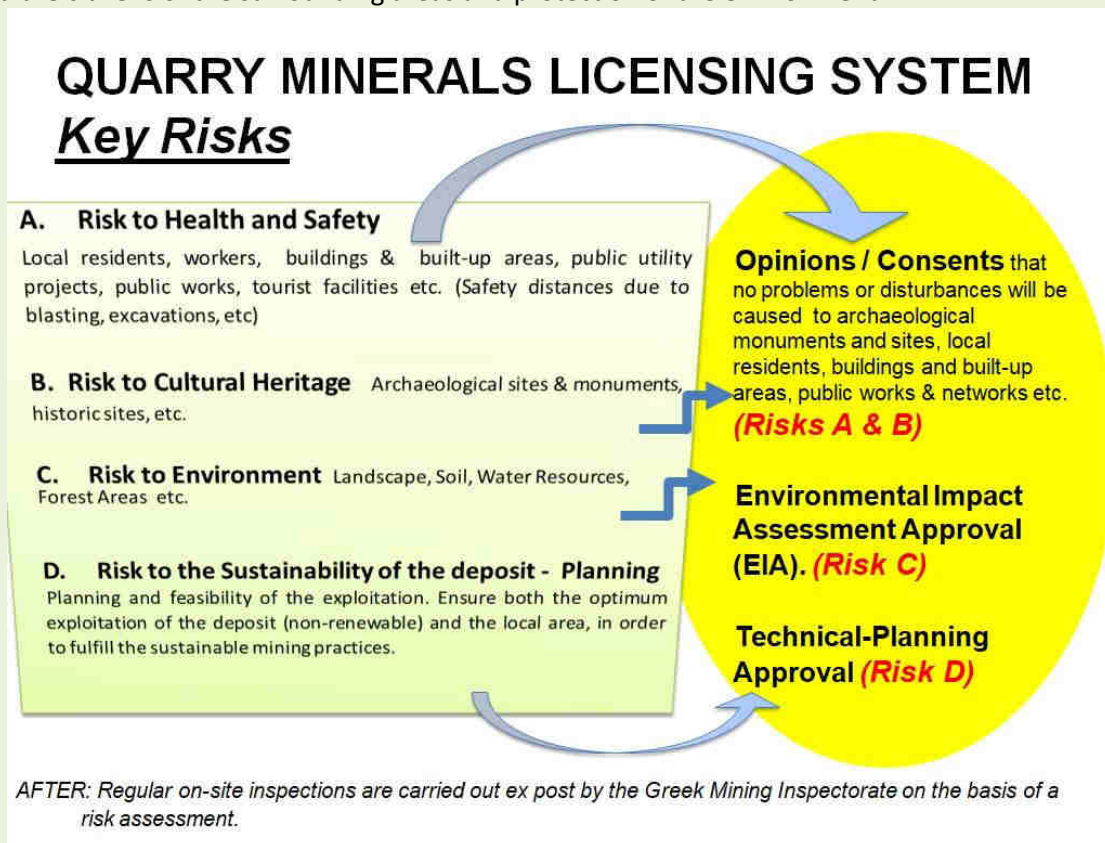 QUARRY MINERALS LICENSING SYSTEM
Key Risks
A. Risk to Health and Safety
Local residents, workers, buildings & built-up areas, public utility
projects, public works, tourist facilities etc. (Safety distances due to
blasting, excavations, etc)
B. Risk to Cultural Heritage Archaeological sites & monuments,
historic sites, etc.
C. Risk to Environment Landscape, Soil, Water Resources,
Forest Areas etc.
D. Risk to the Sustainability of the deposit - Planning
Planning and feasibility of the exploitation. Ensure both the optimum
exploitation of the deposit (non-renewable) and the local area, in order
to fulfill the sustainable mining practices.
Opinions / Consents that
no problems or disturbances will be
caused to archaeological
monuments and sites, local
residents, buildings and built-up
areas, public works & networks etc.
(Risks A & B)
Environmental Impact
Assessment Approval
(EIA). (Risk C)
Technical-Planning
Approval (Risk D)
AFTER: Regular on-site inspections are carried out ex post by the Greek Mining Inspectorate on the basis of a
risk assessment.